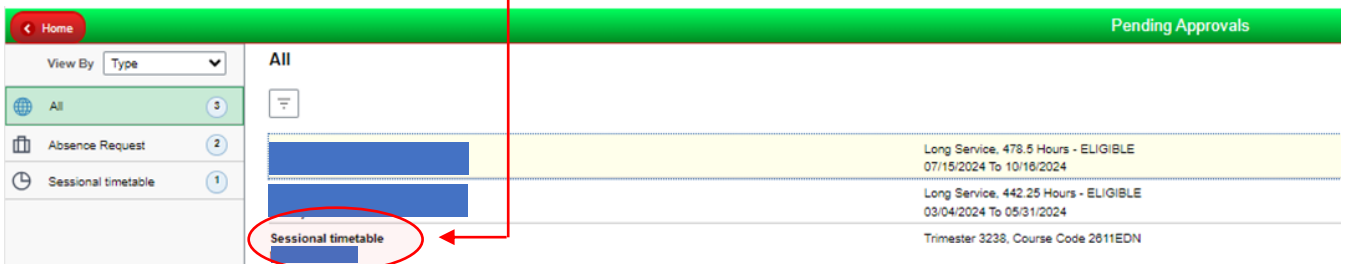 Home
Pending Approvals
View By Type
All 3
Absence Request 2
Sessional timetable 1
All
Long Service, 478.5 Hours - ELIGIBLE
07/15/2024 To 10/16/2024
Long Service, 442.25 Hours - ELIGIBLE
03/04/2024 To 05/31/2024
Sessional timetable
Trimester 3238, Course Code 2611EDN